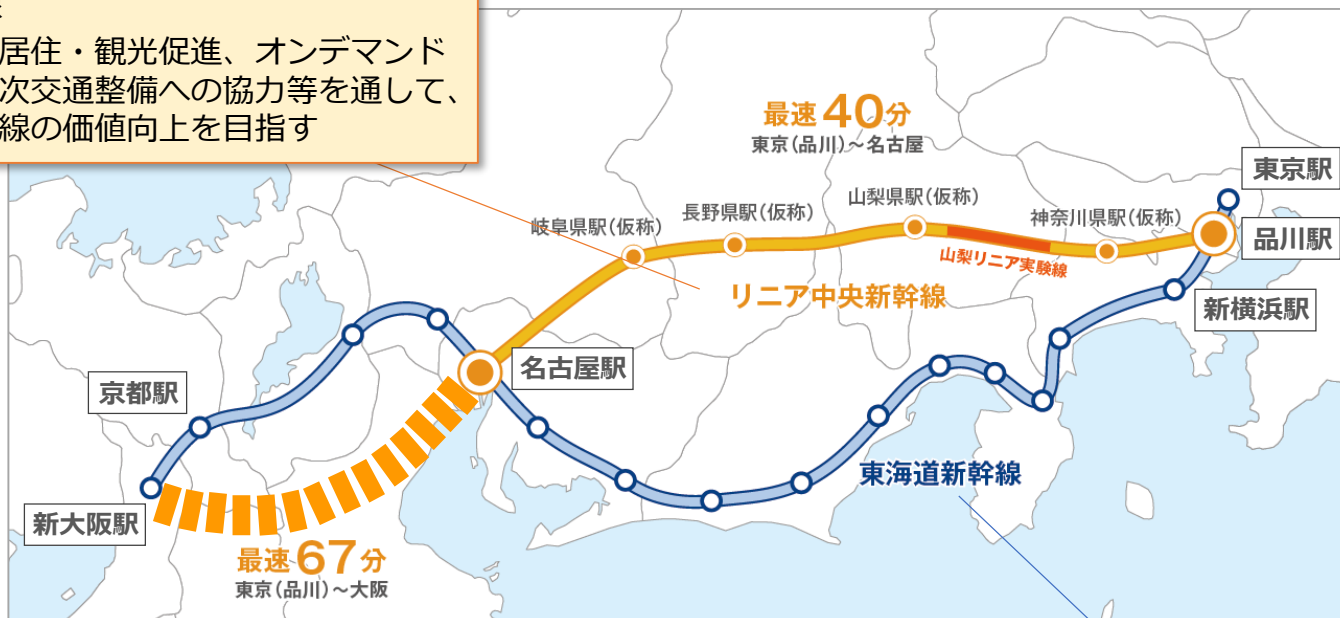 居住・観光促進、オンデマンド
次交通整備への協力等を通して、
線の価値向上を目指す
最速40分
東京(品川)～名古屋
東京駅
品川駅
新横浜駅
神奈川県駅(仮称)
山梨県駅(仮称)
長野県駅(仮称)
岐阜県駅(仮称)
山梨リニア実験線
リニア中央新幹線
名古屋駅
京都駅
新大阪駅
東海道新幹線
最速67分
東京(品川)～大阪